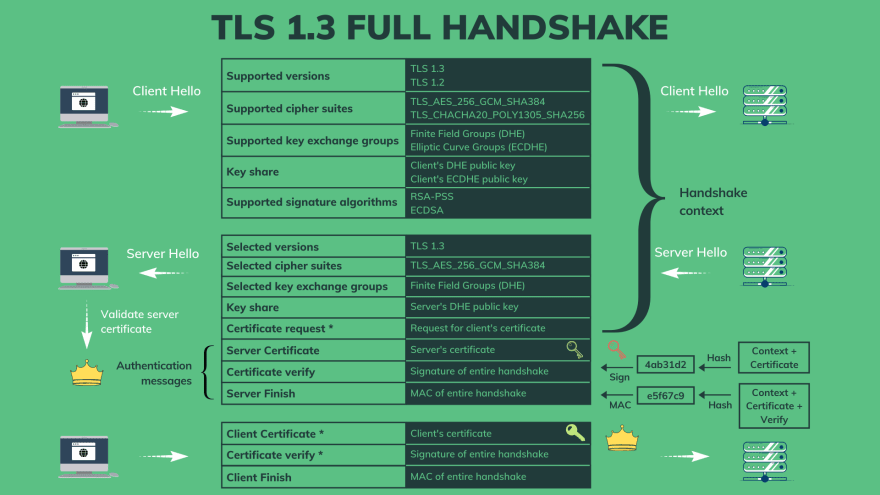 TLS 1.3 FULL HANDSHAKE
Client Hello
Supported versions
TLS 1.3
TLS 1.2
Supported cipher suites
TLS_AES_256_GCM_SHA384
TLS_CHACHA20_POLY1305_SHA256
Supported key exchange groups
Finite Field Groups (DHE)
Elliptic Curve Groups (ECDHE)
Key share
Client's DHE public key
Client's ECDHE public key
Supported signature algorithms
RSA-PSS
ECDSA
Client Hello
Handshake
context
Server Hello
Selected versions
TLS 1.3
Selected cipher suites
TLS_AES_256_GCM_SHA384
Selected key exchange groups
Finite Field Groups (DHE)
Key share
Server's DHE public key
Certificate request *
Request for client's certificate
Server Certificate
Server's certificate
Certificate verify *
Signature of entire handshake
Server Finish
MAC of entire handshake
Server Hello
Validate server
certificate
Authentication
messages
Sign
4ab31d2
Hash
Context +
Certificate
MAC
e5f67c9
Hash
Context +
Certificate +
Verify
Client Certificate *
Client's certificate
Certificate verify *
Signature of entire handshake
Client Finish
MAC of entire handshake